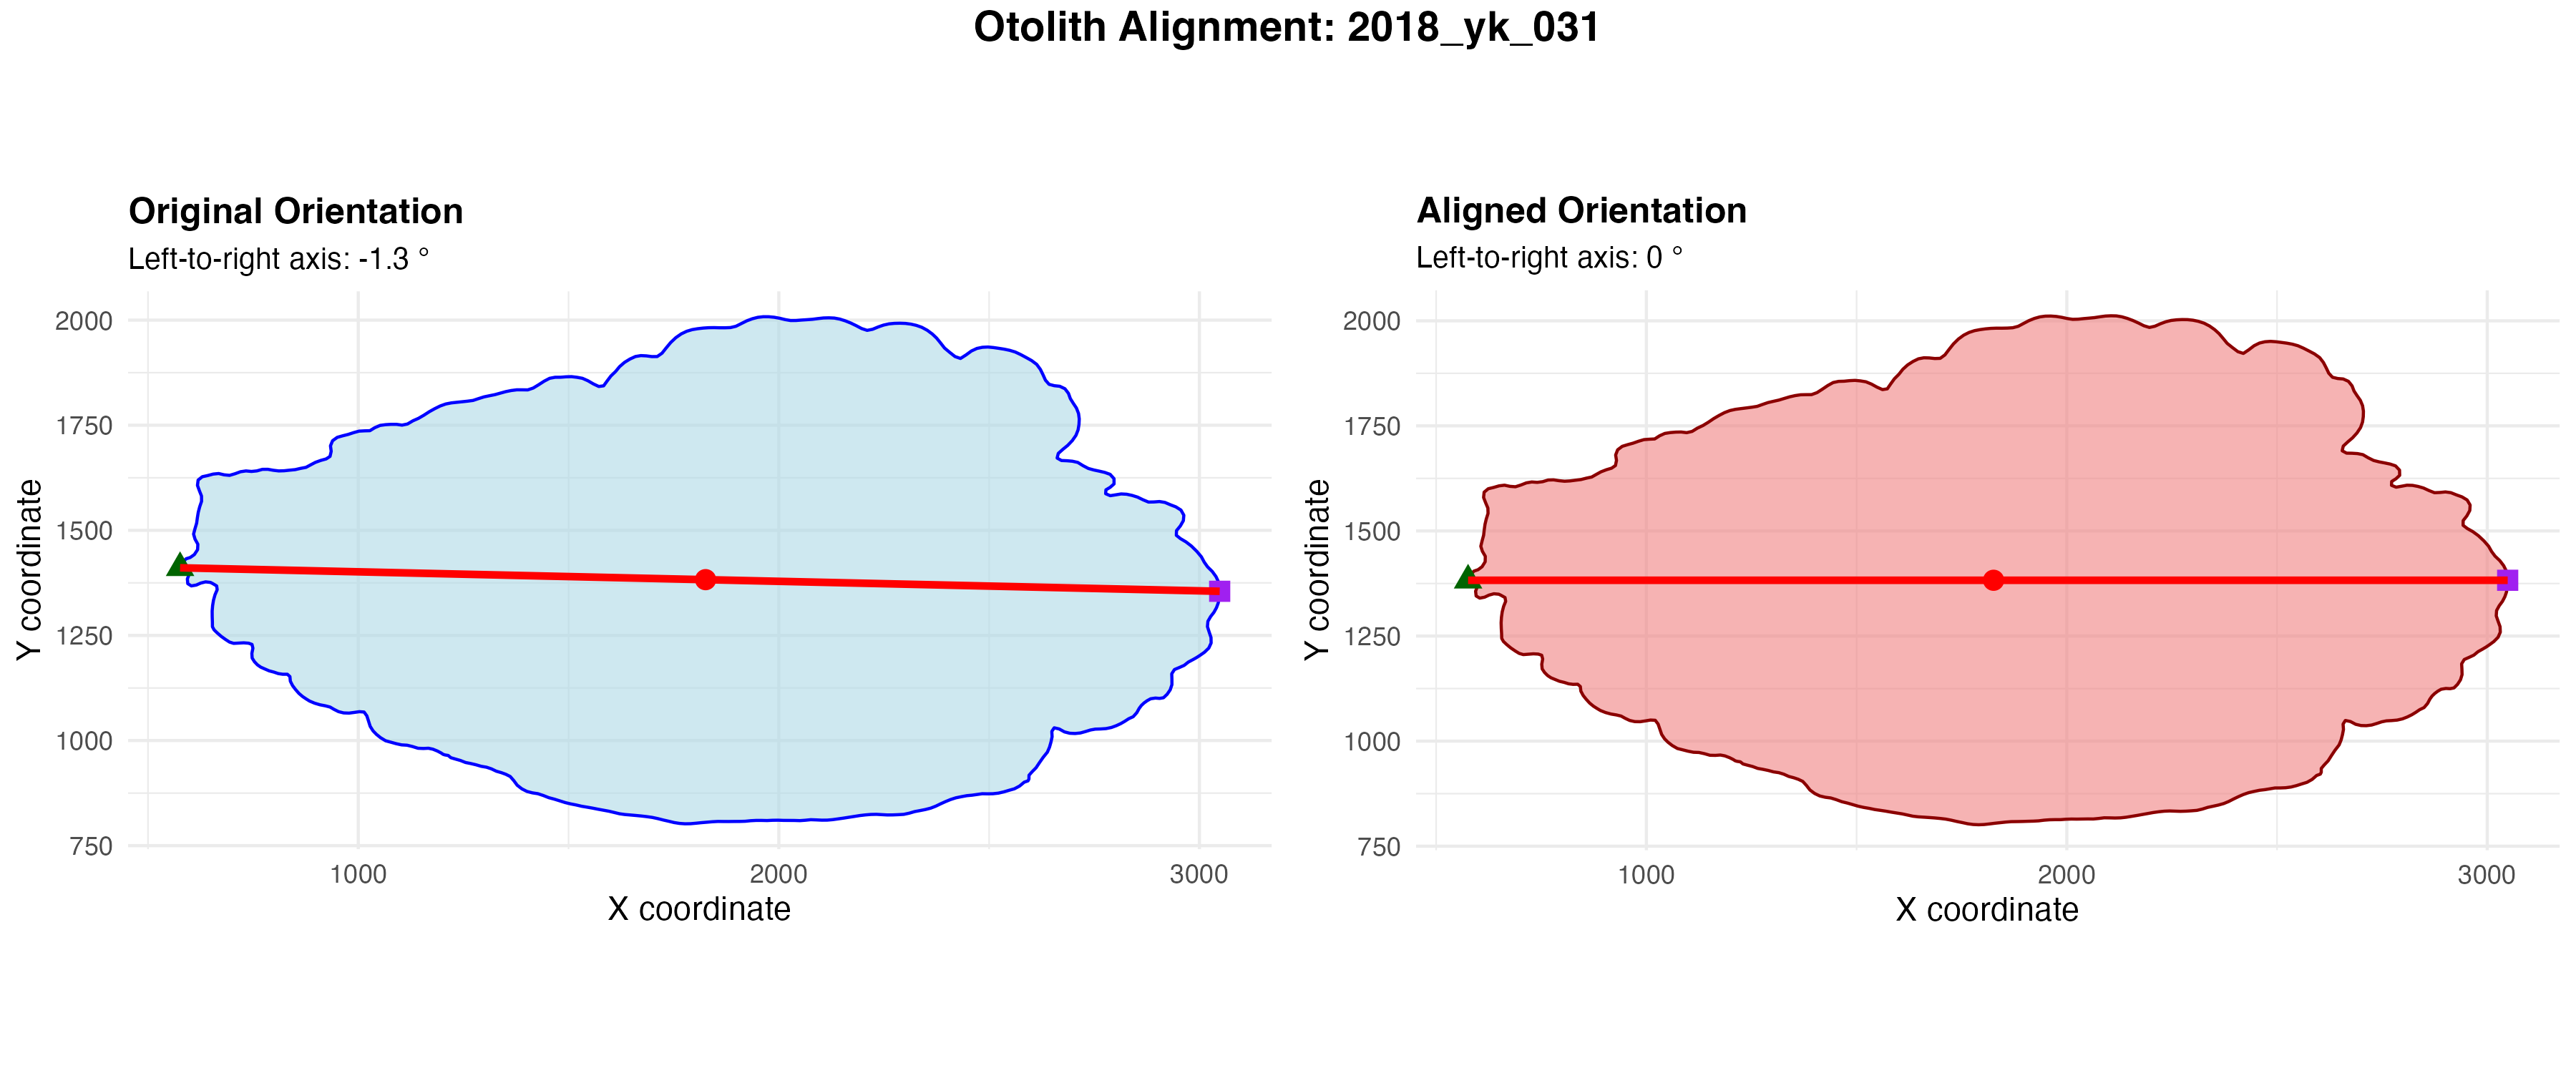 Otolith Alignment: 2018_yk_031
Original Orientation
Left-to-right axis: -1.3 °
2000
1750
1500
1250
1000
750
Y coordinate
1000 2000 3000
X coordinate
Aligned Orientation
Left-to-right axis: 0 °
2000
1750
1500
1250
1000
750
Y coordinate
1000 2000 3000
X coordinate